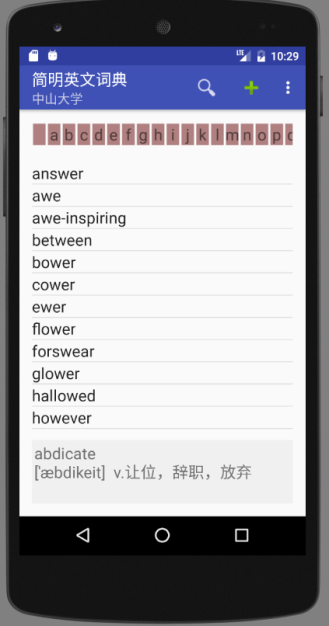 LTE 10:29
简明英文词典
中山大学
a b c d e f g h i j k l m n o p
answer
awe
awe-inspiring
between
bower
cower
ewer
flower
forswear
glower
hallowed
however
abdicate
['æbdikeit] v.让位，辞职，放弃